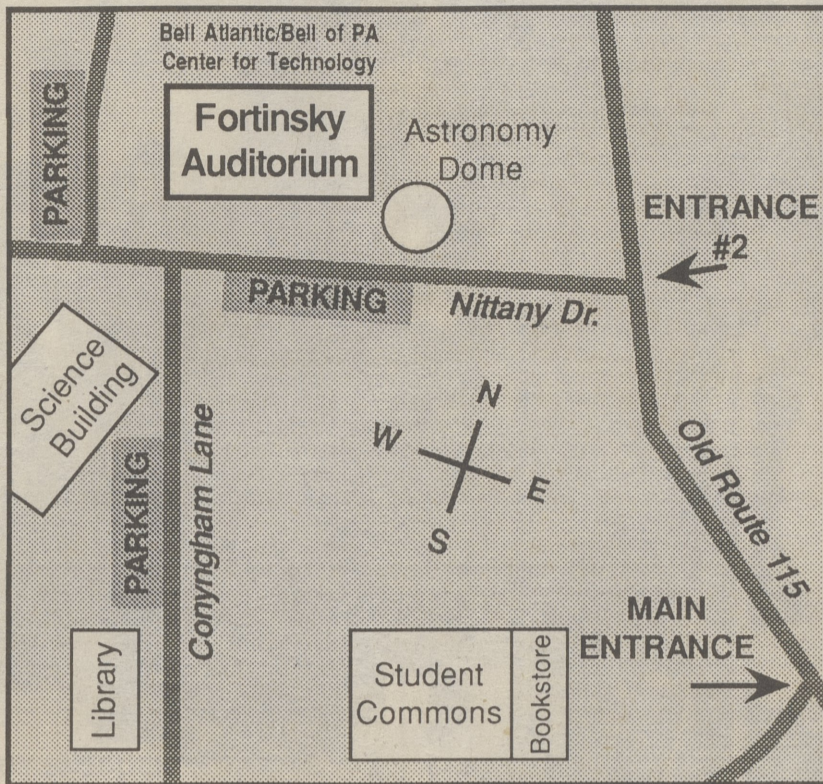 Bell Atlantic/Bell of PA
Center for Technology
PARKING
Fortinsky
Auditorium
Astronomy
Dome
ENTRANCE
#2
PARKING
Nittany Dr.
Science
Building
PARKING
Conyngham Lane
N
W
E
S
Old Route 115
MAIN
ENTRANCE
Library
Student
Commons
Bookstore